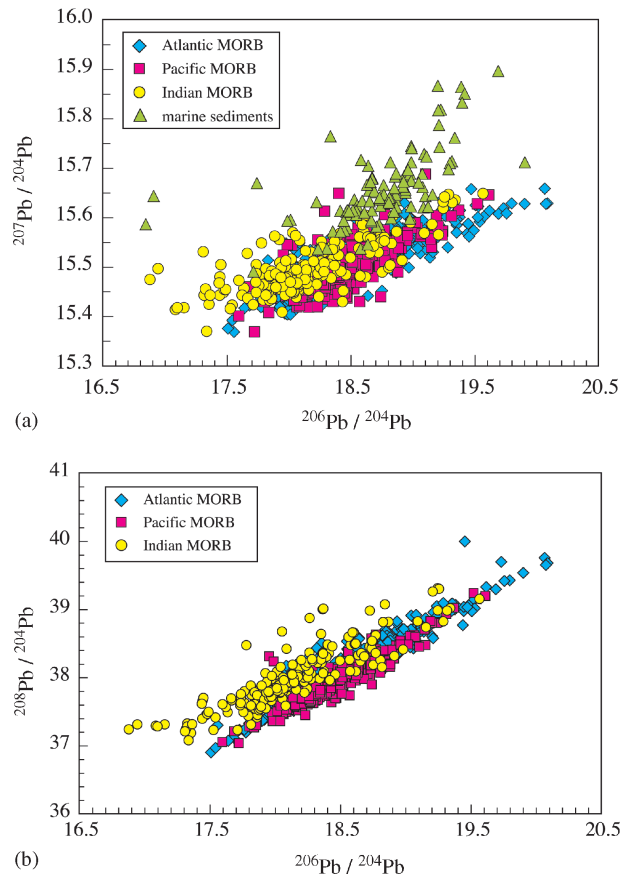 16.0
15.9
15.8
15.7
15.6
15.5
15.4
15.3
207Pb / 204Pb
Atlantic MORB
Pacific MORB
Indian MORB
marine sediments
16.5 17.5 18.5 19.5 20.5
206Pb / 204Pb
(a)
41
40
39
38
37
36
208Pb / 204Pb
Atlantic MORB
Pacific MORB
Indian MORB
16.5 17.5 18.5 19.5 20.5
206Pb / 204Pb
(b)